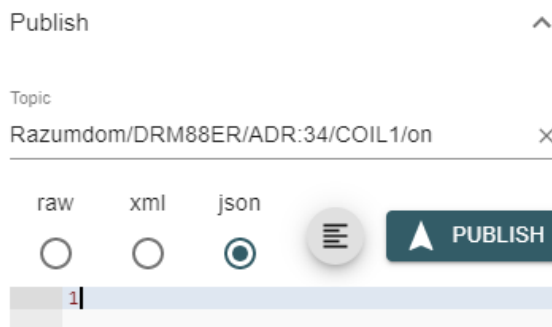 Publish
Topic
Razumdom/DRM88ER/ADR:34/COIL1/on
raw xml json
PUBLISH
1